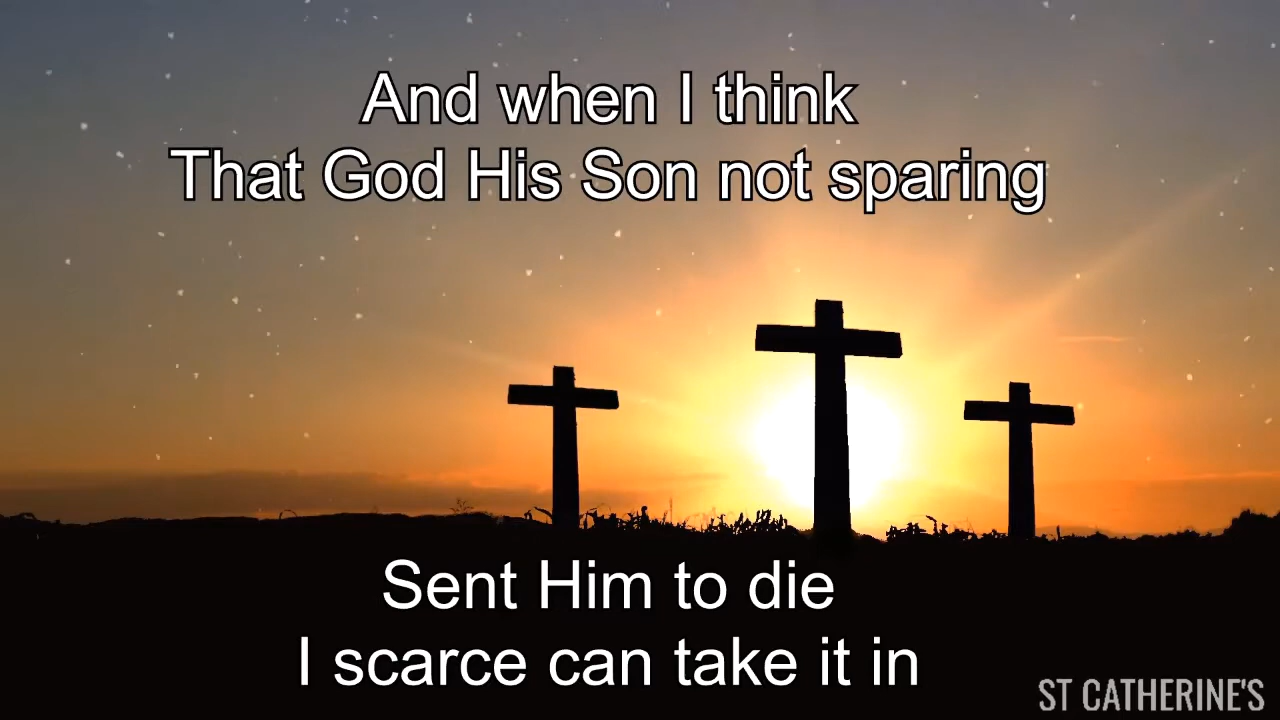 And when I think
That God His Son not sparing
Sent Him to die
I scarce can take it in
ST CATHERINE'S